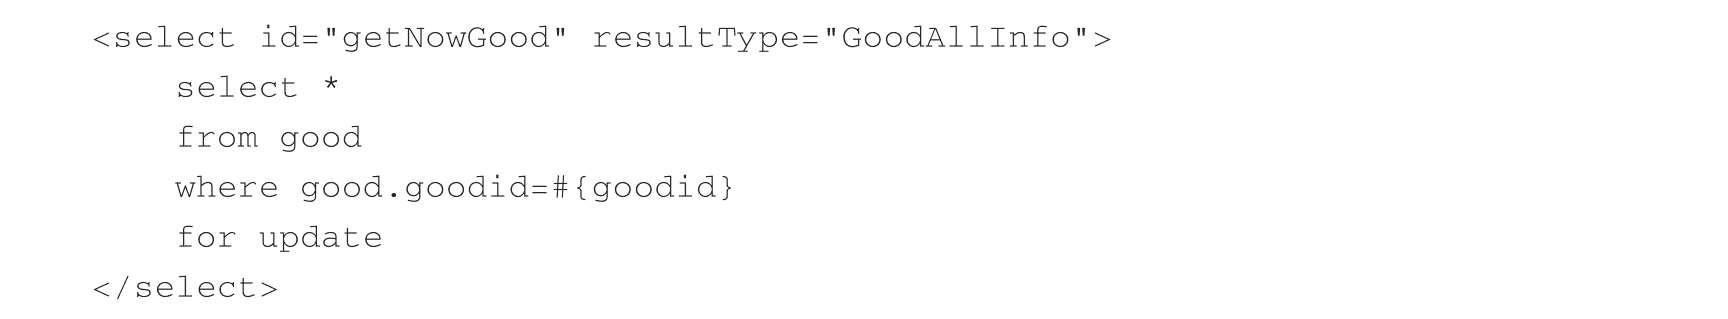 <select id="getNowGood" resultType="GoodAllInfo">
    select *
    from good
    where good.goodid=#{goodid}
    for update
</select>